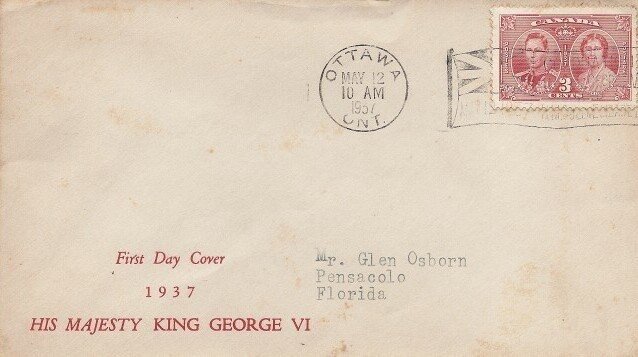 CANADA
3
CENTS
OTTAWA
MAY 12
10 AM
1937
ONT.
First Day Cover
1937
HIS MAJESTY KING GEORGE VI
Mr. Glen Osborn
Pensacolo
Florida